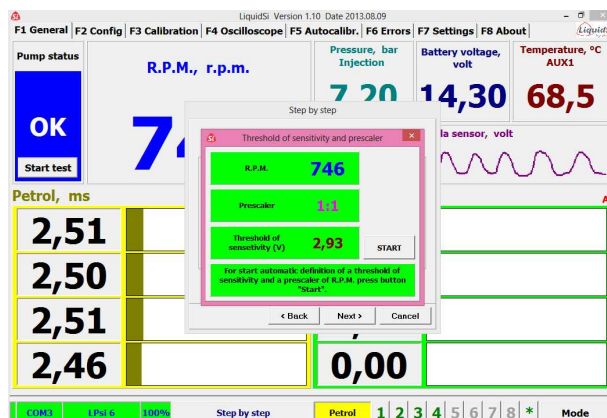 LiquidSi Version 1.10 Date 2013.08.09
F1 General F2 Config F3 Calibration F4 Oscilloscope F5 Autocalibr. F6 Errors F7 Settings F8 About
Pump status
OK
Start test
R.P.M., r.p.m.
Pressure, bar
Injection
7,20
Battery voltage,
volt
14,30
Temperature, ºC
AUX1
68,5
la sensor, volt
Step by step
Threshold of sensitivity and prescaler
R.P.M.
746
Prescaler
1:1
Threshold of
sensetivity (V)
2,93
START
For start automatic definition of a threshold of
sensitivity and a prescaler of R.P.M. press button
"Start".
< Back
Next >
Cancel
Petrol, ms
2,51
2,50
2,51
2,46
0,00
COM3 LPsi 6 100% Step by step Petrol 1 2 3 4 5 6 7 8 * Mode